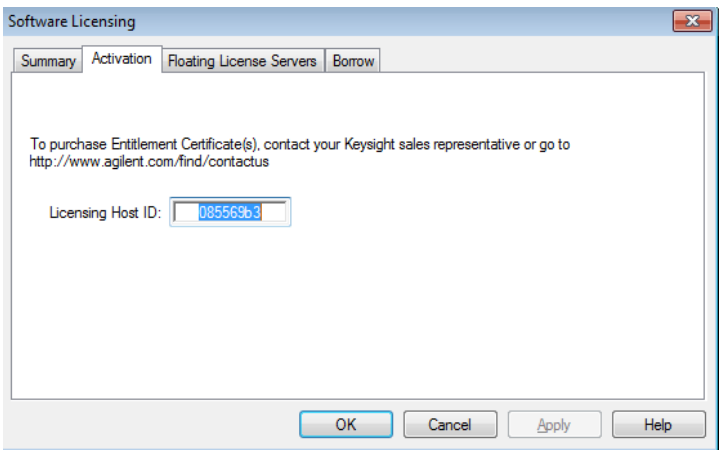 Software Licensing
Summary Activation Floating License Servers Borrow
To purchase Entitlement Certificate(s), contact your Keysight sales representative or go to
http://www.agilent.com/find/contactus
Licensing Host ID: 085569b3
OK Cancel Apply Help